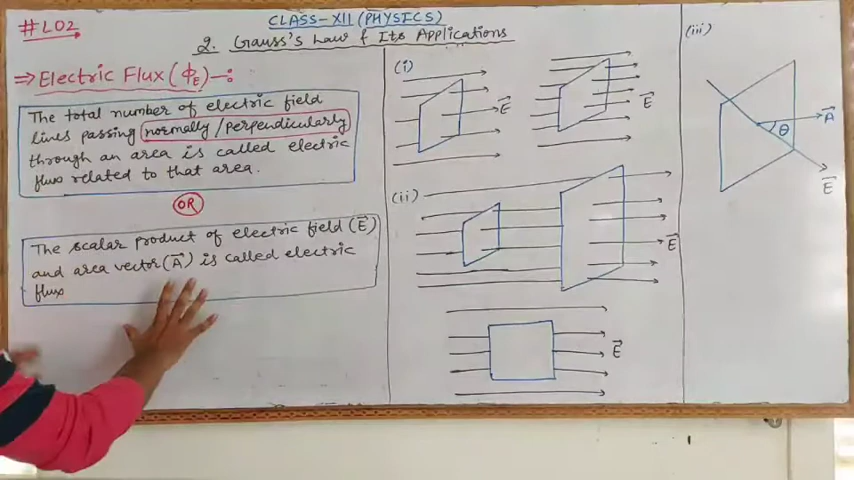 #L02
CLASS-XII (PHYSICS)
2. Gauss's Law & Its Applications
⇒ Electric Flux (ϕE) –:
The total number of electric field
lines passing normally/perpendicularly
through an area is called electric
flux related to that area.
OR
The scalar product of electric field (E⃗)
and area vector (A⃗) is called electric
flux
(i)
E⃗
E⃗
(ii)
E⃗
E⃗
(iii)
A⃗
θ
E⃗